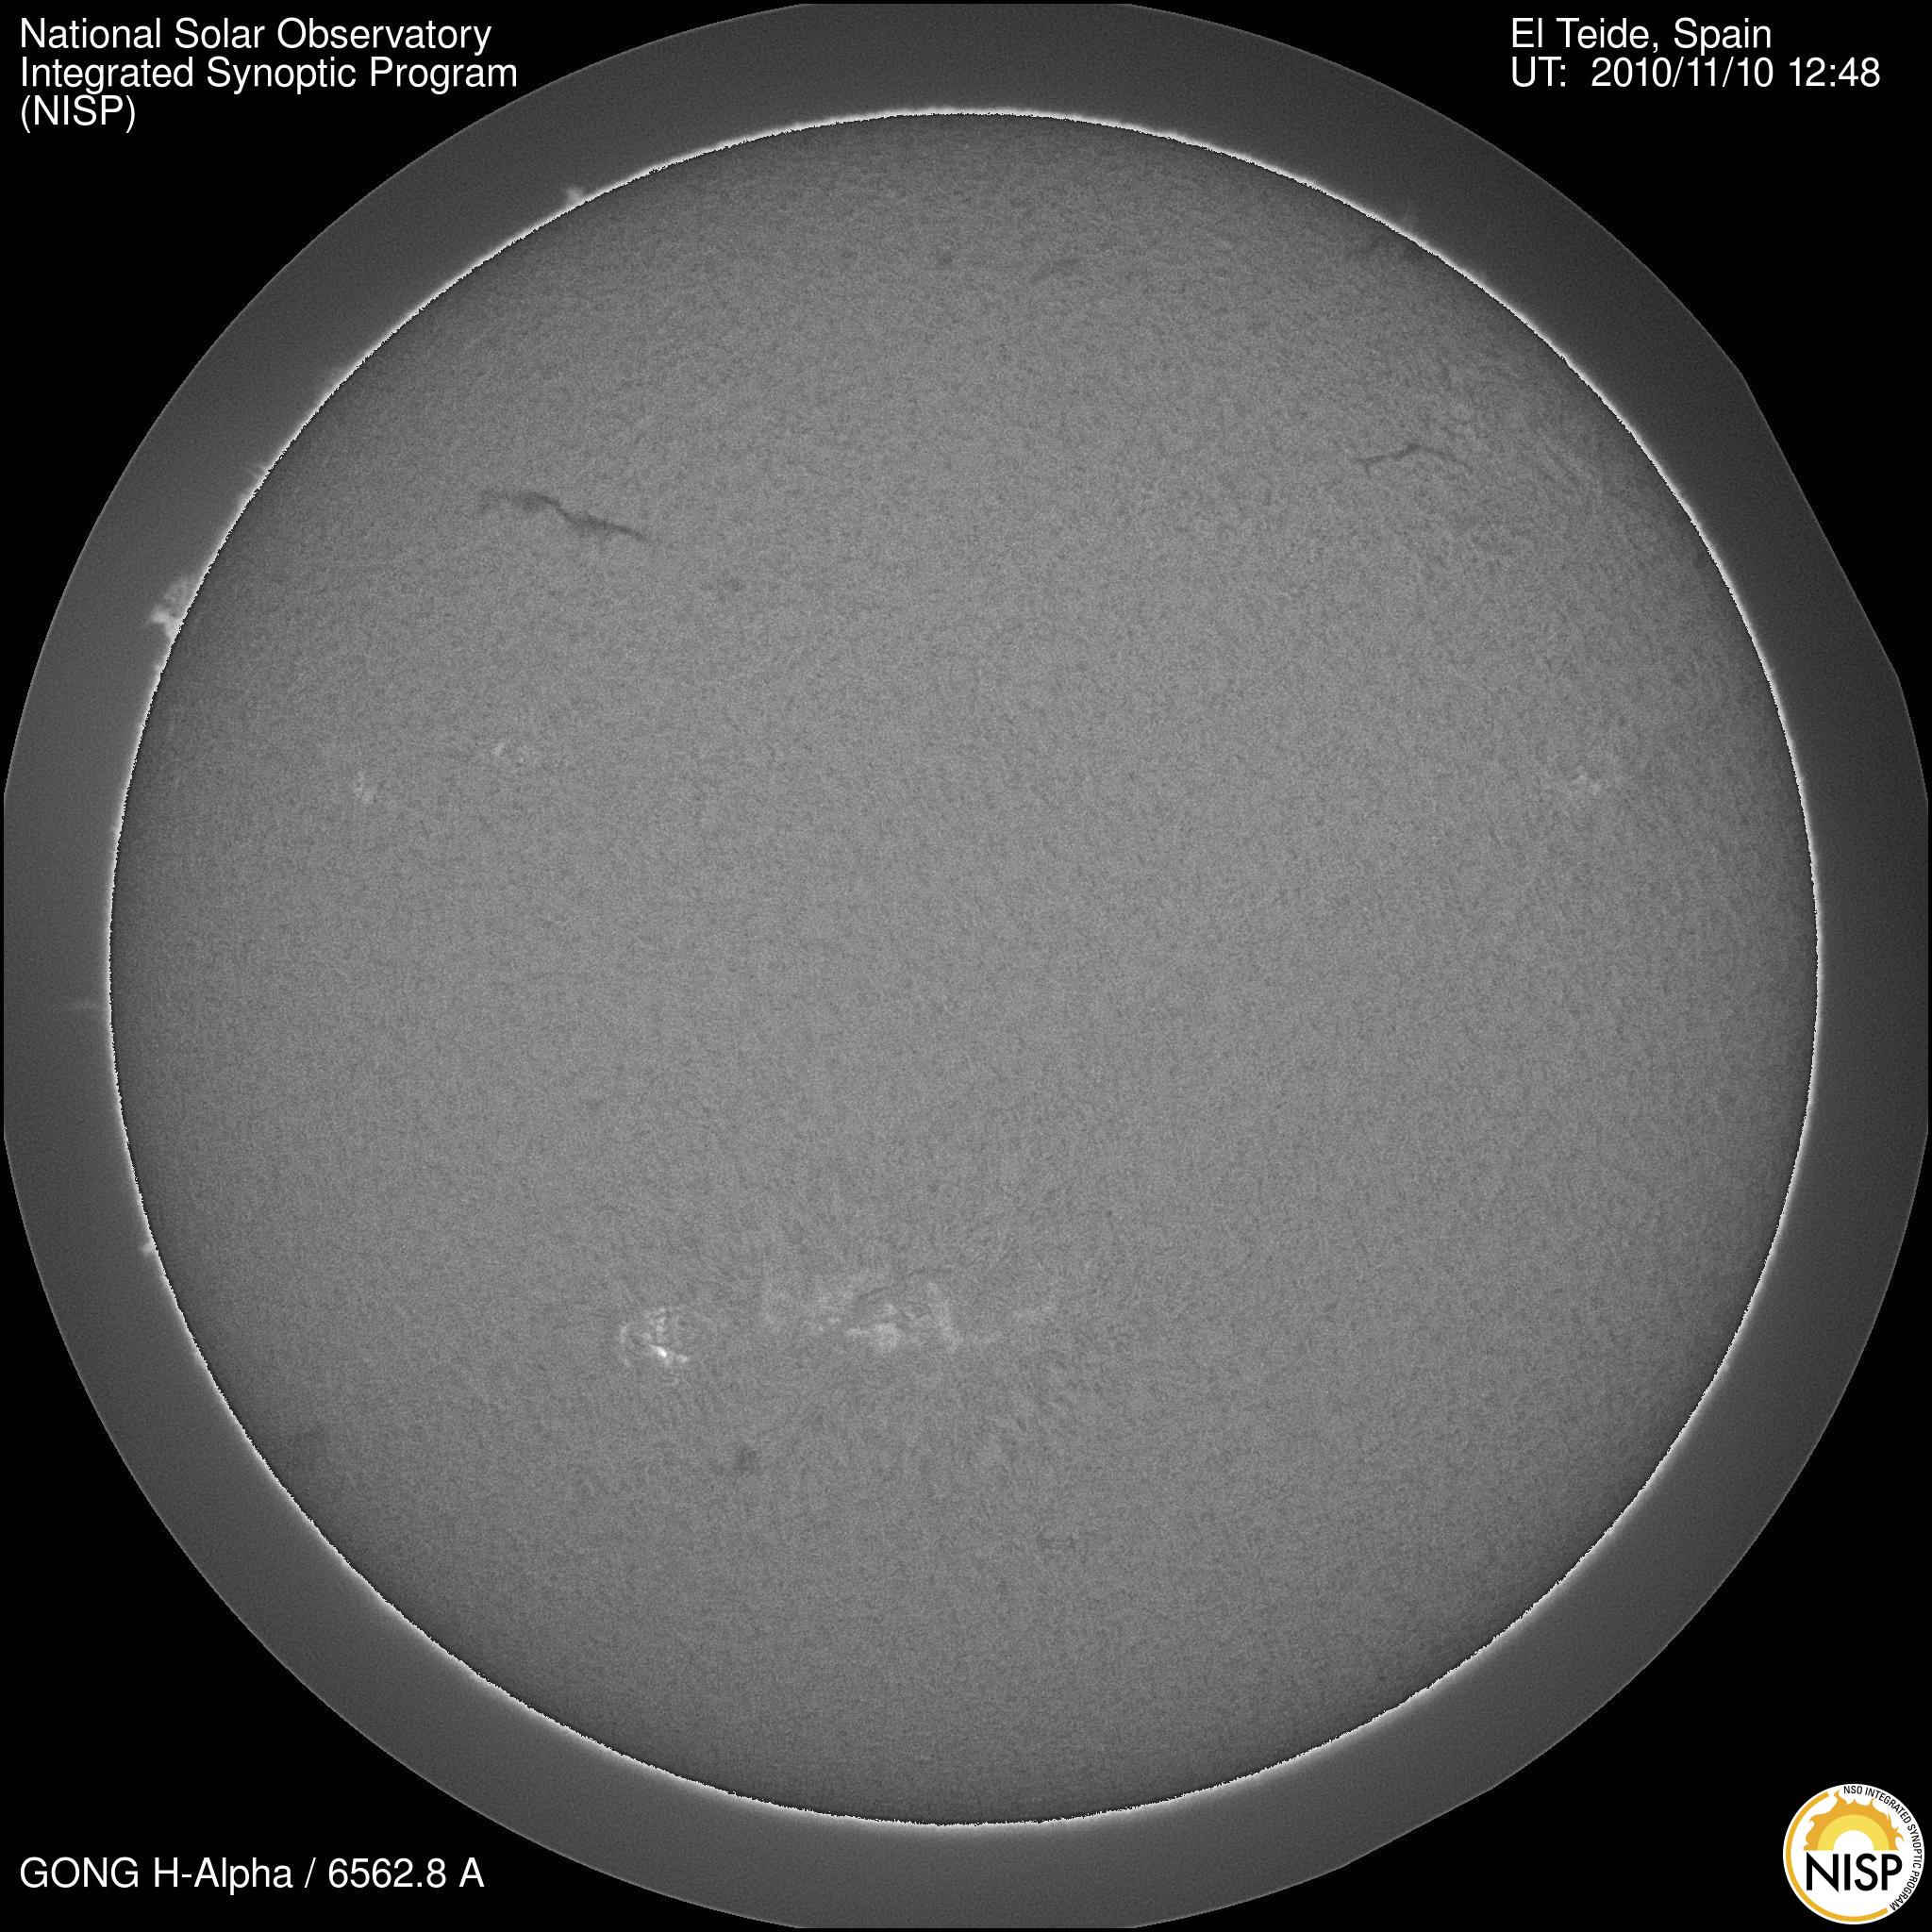 National Solar Observatory
Integrated Synoptic Program
(NISP)
El Teide, Spain
UT:  2010/11/10 12:48
GONG H-Alpha / 6562.8 A
NSO INTEGRATED SYNOPTIC PROGRAM
NISP